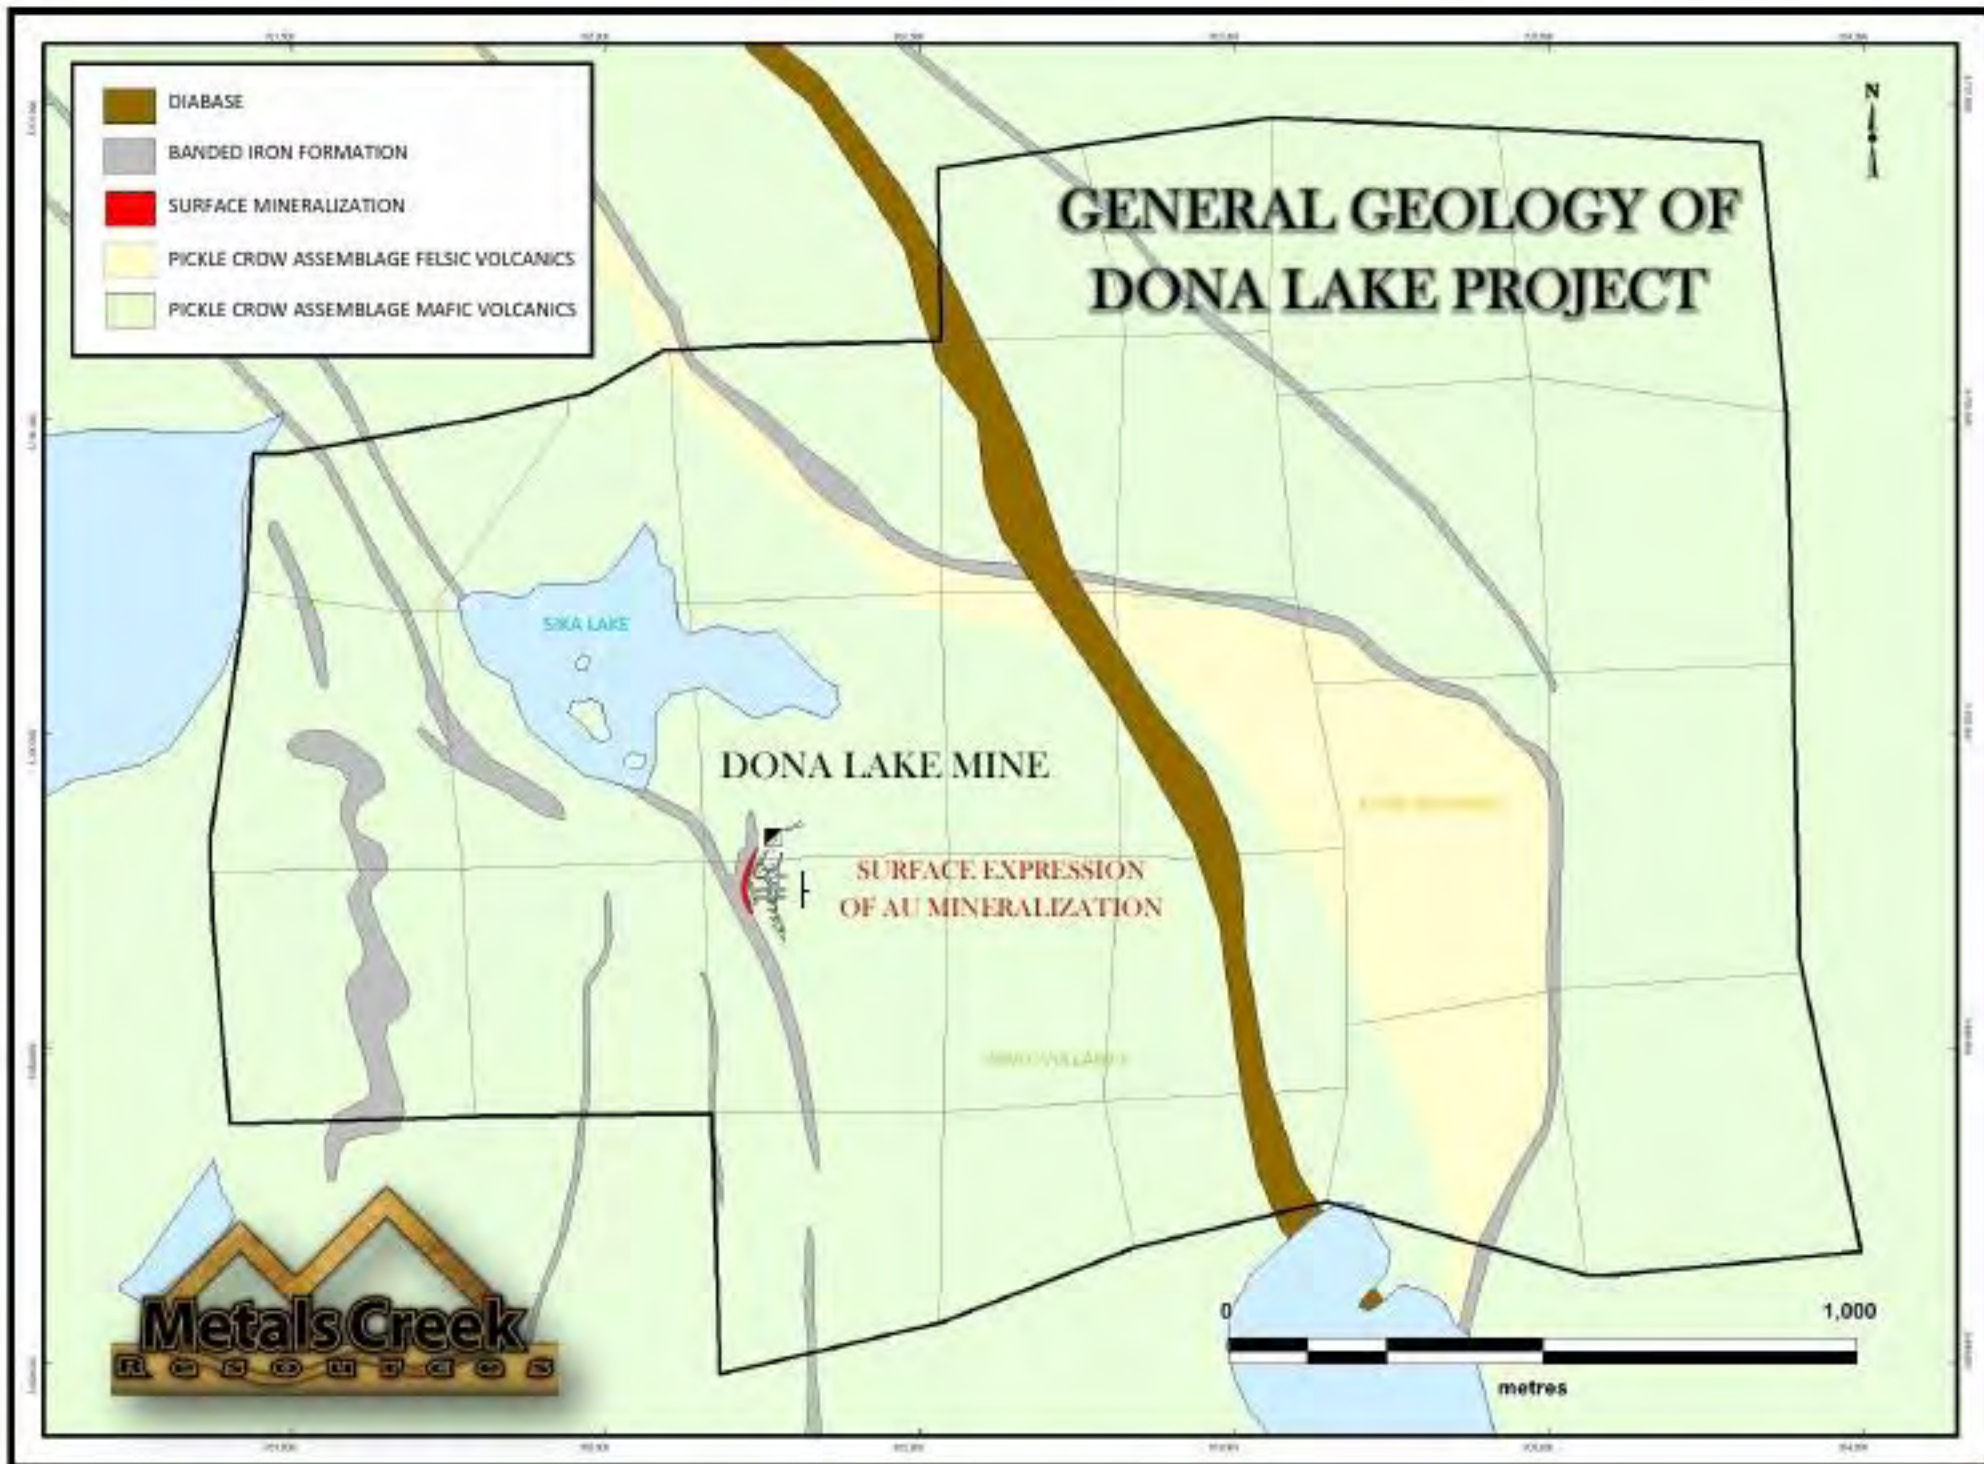 DIABASE
BANDED IRON FORMATION
SURFACE MINERALIZATION
PICKLE CROW ASSEMBLAGE FELSIC VOLCANICS
PICKLE CROW ASSEMBLAGE MAFIC VOLCANICS
N
GENERAL GEOLOGY OF
DONA LAKE PROJECT
SIKA LAKE
DONA LAKE MINE
SURFACE EXPRESSION
OF AU MINERALIZATION
Metals Creek
Resources
0 1,000
metres